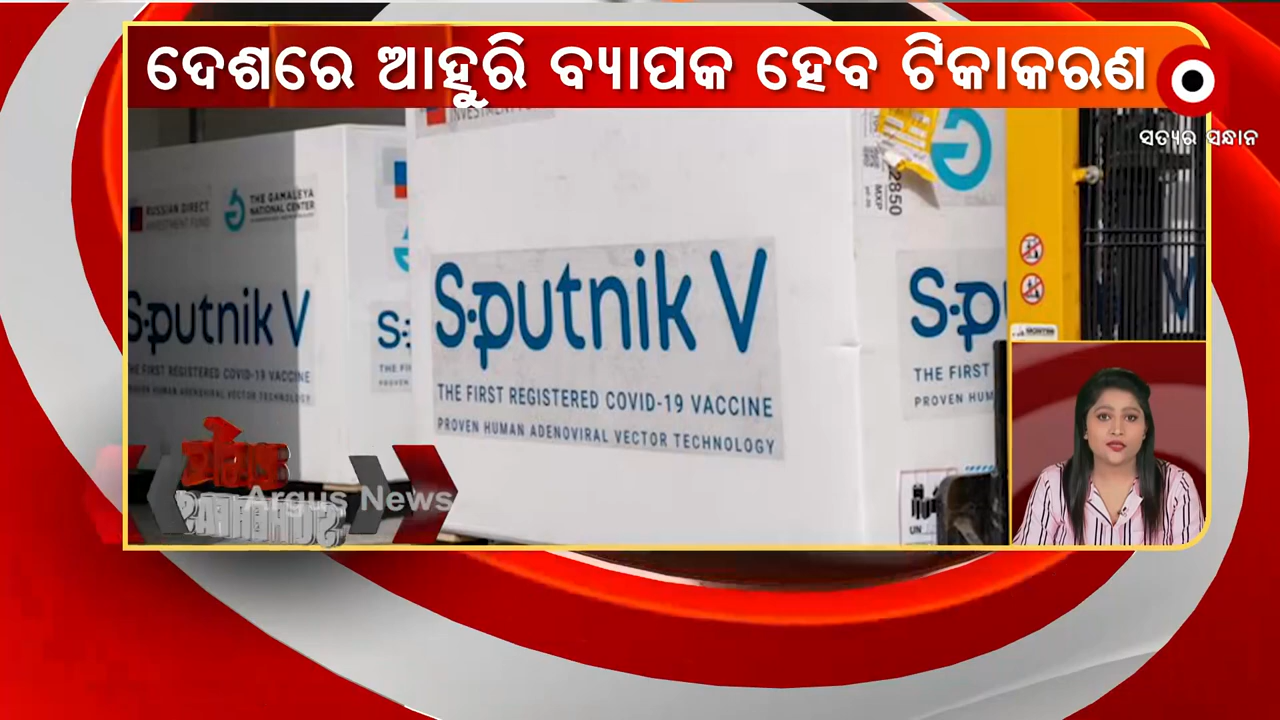 ଦେଶରେ ଆହୁରି ବ୍ୟାପକ ହେବ ଟିକାକରଣ
ସତ୍ୟର ସନ୍ଧାନ
RUSSIAN DIRECT
INVESTMENT FUND
THE GAMALEYA
NATIONAL CENTER
2850
MXP
Sputnik V
THE FIRST REGISTERED COVID-19 VACCINE
PROVEN HUMAN ADENOVIRAL VECTOR TECHNOLOGY
Sputnik V
THE FIRST REGISTERED COVID-19 VACCINE
PROVEN HUMAN ADENOVIRAL VECTOR TECHNOLOGY
THE FIRST
PROVEN
UN
Argus News